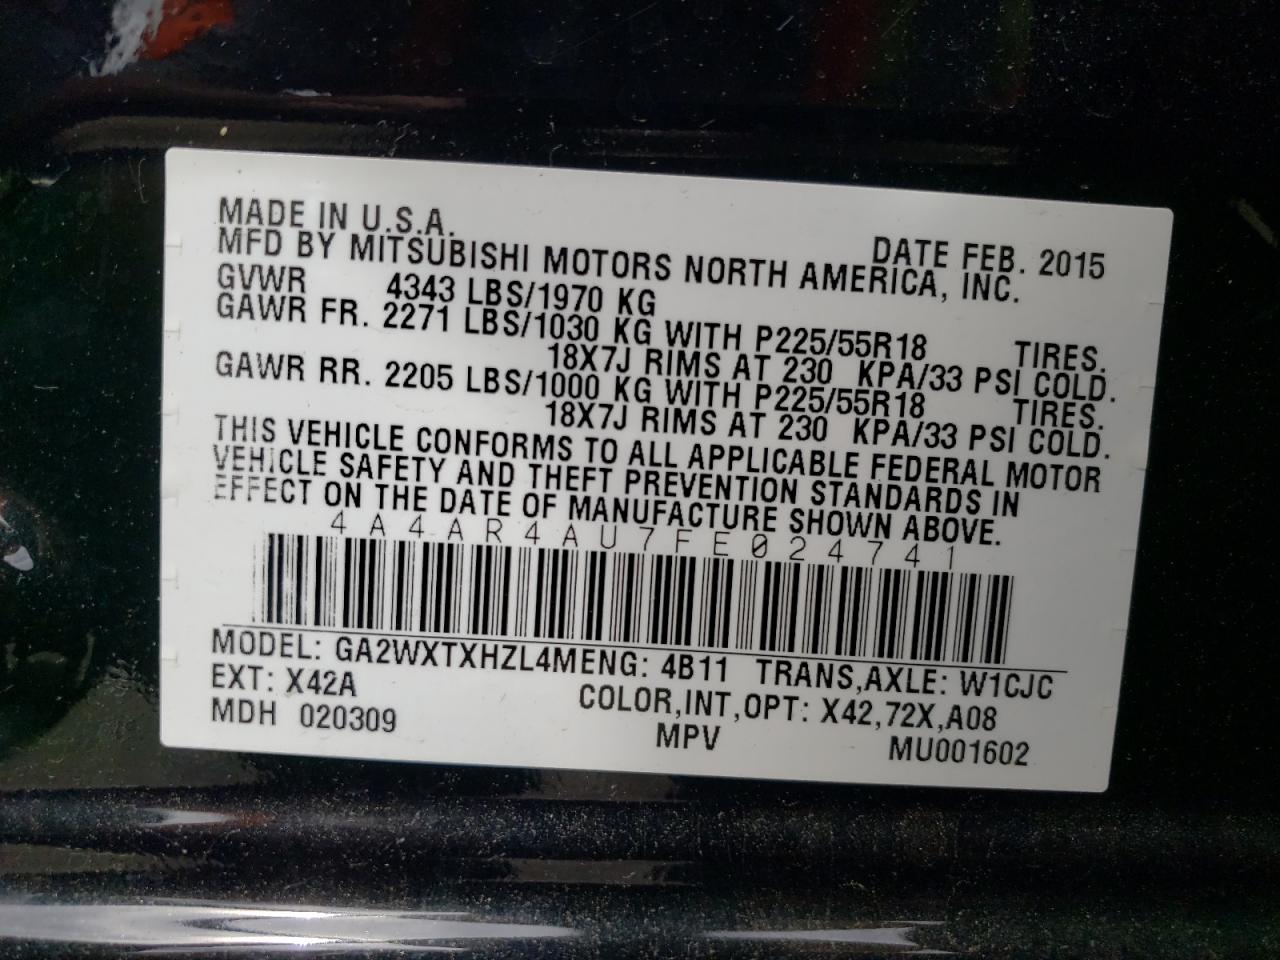 MADE IN U.S.A. DATE FEB. 2015
MFD BY MITSUBISHI MOTORS NORTH AMERICA, INC.
GVWR 4343 LBS/1970 KG
GAWR FR. 2271 LBS/1030 KG WITH P225/55R18 TIRES.
18X7J RIMS AT 230 KPA/33 PSI COLD.
GAWR RR. 2205 LBS/1000 KG WITH P225/55R18 TIRES.
18X7J RIMS AT 230 KPA/33 PSI COLD.
THIS VEHICLE CONFORMS TO ALL APPLICABLE FEDERAL MOTOR
VEHICLE SAFETY AND THEFT PREVENTION STANDARDS IN
EFFECT ON THE DATE OF MANUFACTURE SHOWN ABOVE.
4A4AR4AU7FE024741
MODEL: GA2WXTXHZL4MENG: 4B11 TRANS,AXLE: W1CJC
EXT: X42A COLOR,INT,OPT: X42,72X,A08
MDH 020309 MPV MU001602